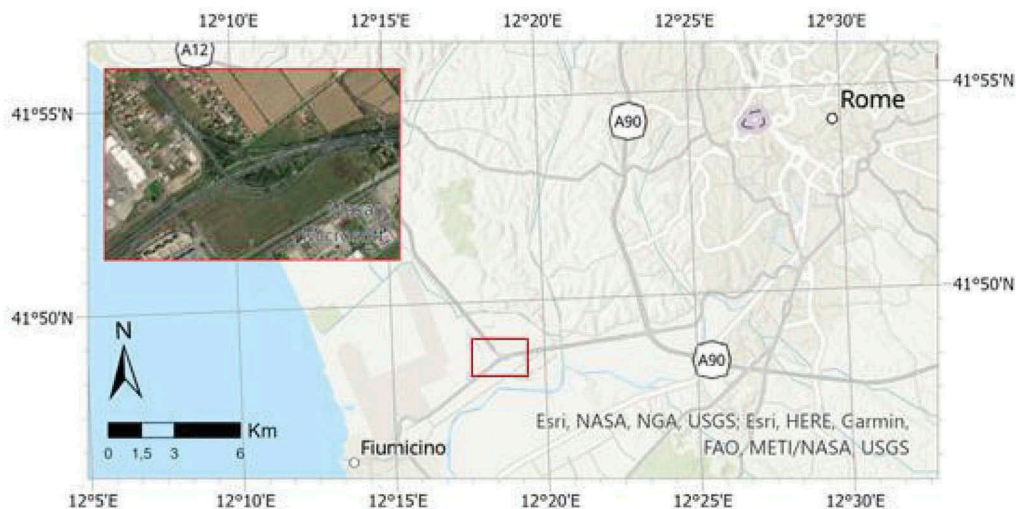 12°10'E 12°15'E 12°20'E 12°25'E 12°30'E
A12
41°55'N
41°55'N
Rome
A90
41°50'N
41°50'N
N
A90
Km
0 1,5 3 6
Esri, NASA, NGA, USGS; Esri, HERE, Garmin,
FAO, METI/NASA, USGS
Fiumicino
12°5'E 12°10'E 12°15'E 12°20'E 12°25'E 12°30'E